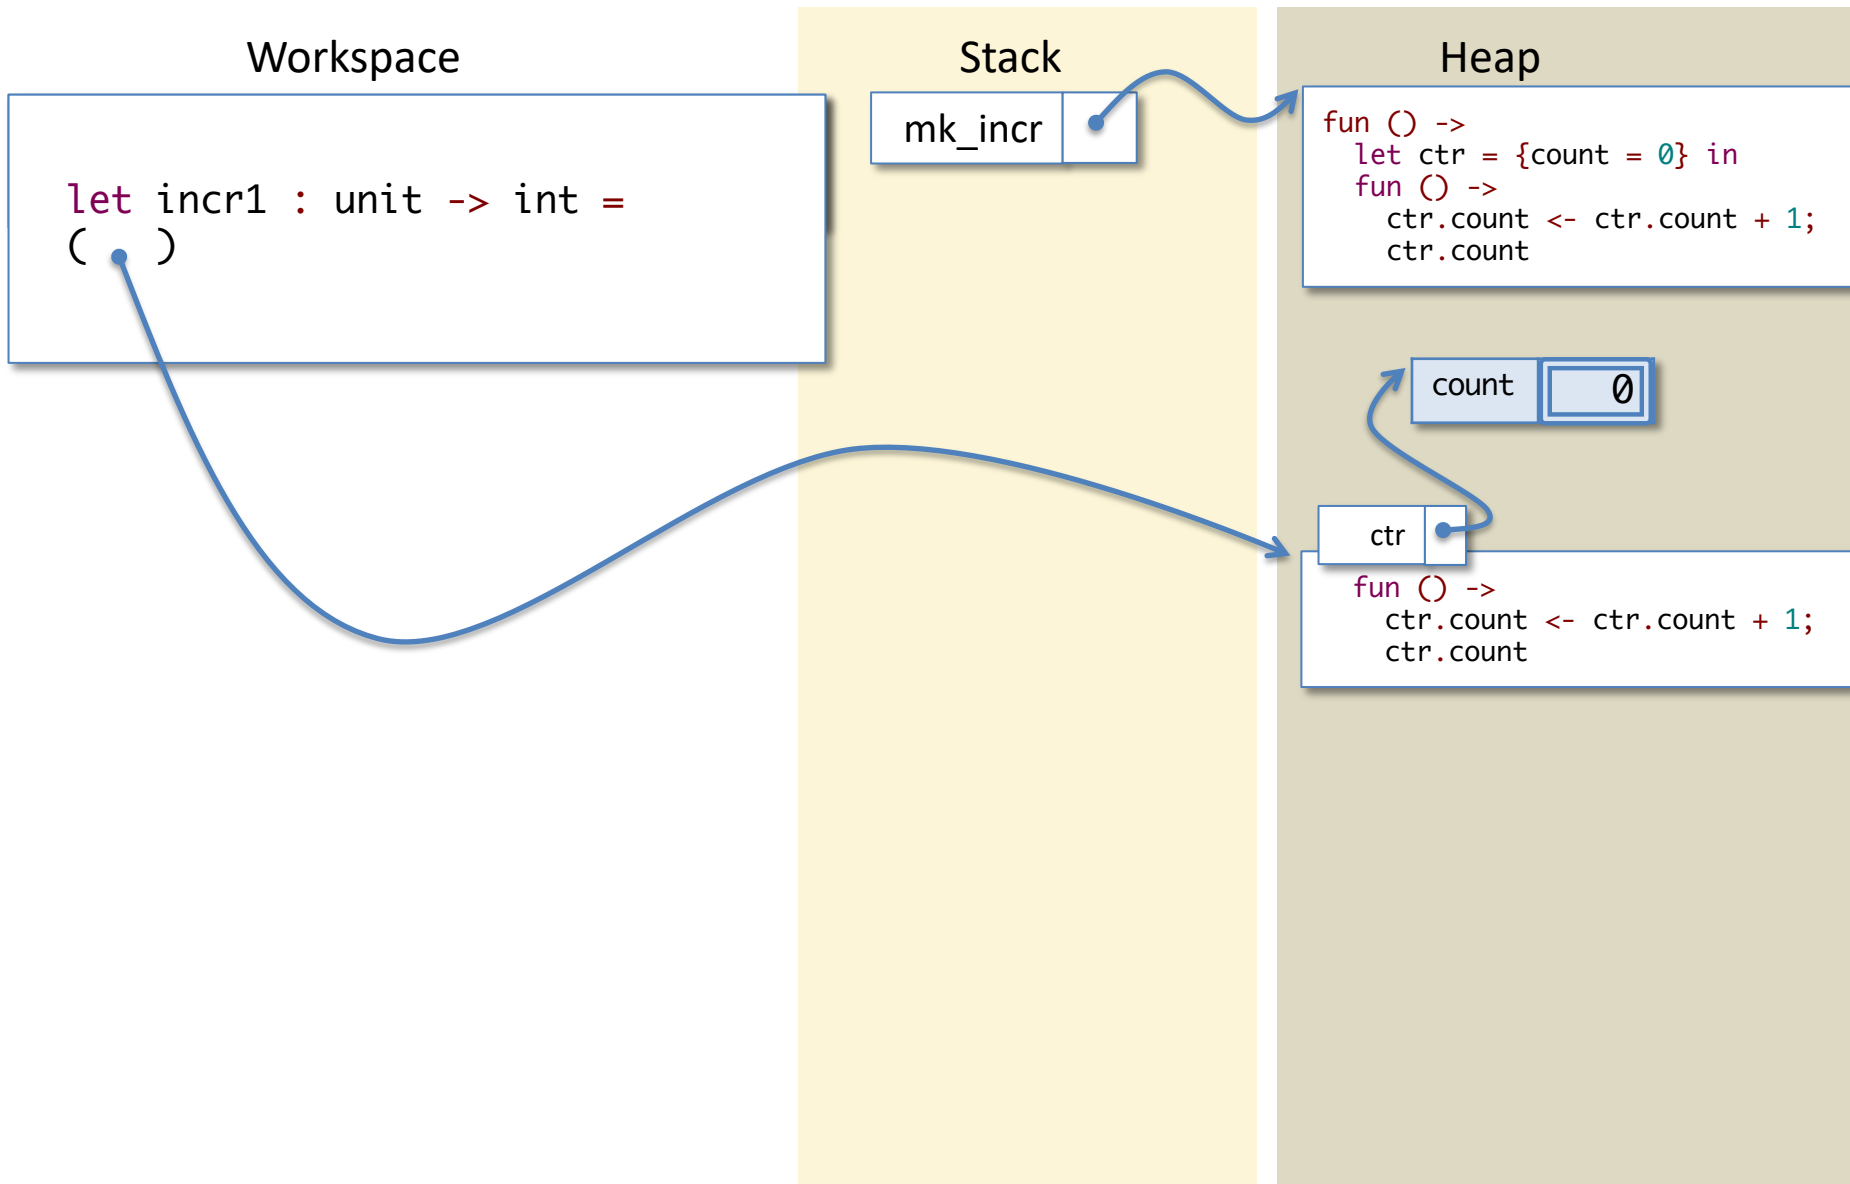 Workspace
Stack
Heap
let incr1 : unit -> int =
( )
mk_incr
fun () ->
let ctr = {count = 0} in
fun () ->
ctr.count <- ctr.count + 1;
ctr.count
count 0
ctr
fun () ->
ctr.count <- ctr.count + 1;
ctr.count